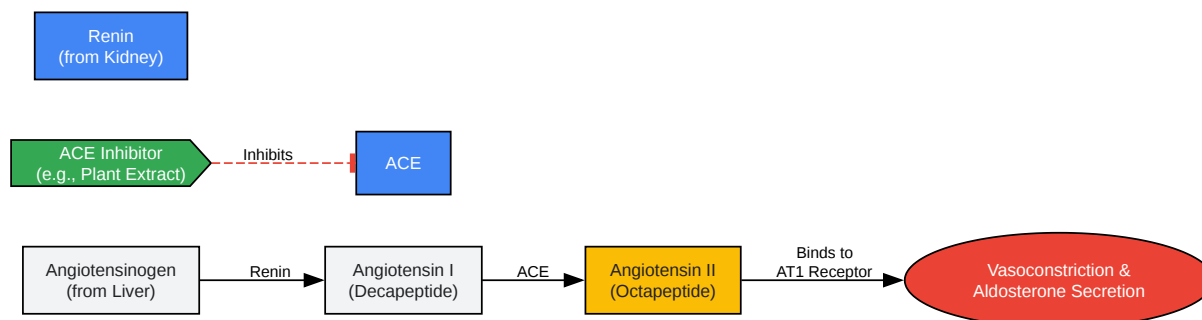 Renin
(from Kidney)
ACE Inhibitor
(e.g., Plant Extract)
Inhibits
ACE
Angiotensinogen
(from Liver)
Renin
Angiotensin I
(Decapeptide)
ACE
Angiotensin II
(Octapeptide)
Binds to
AT1 Receptor
Vasoconstriction &
Aldosterone Secretion